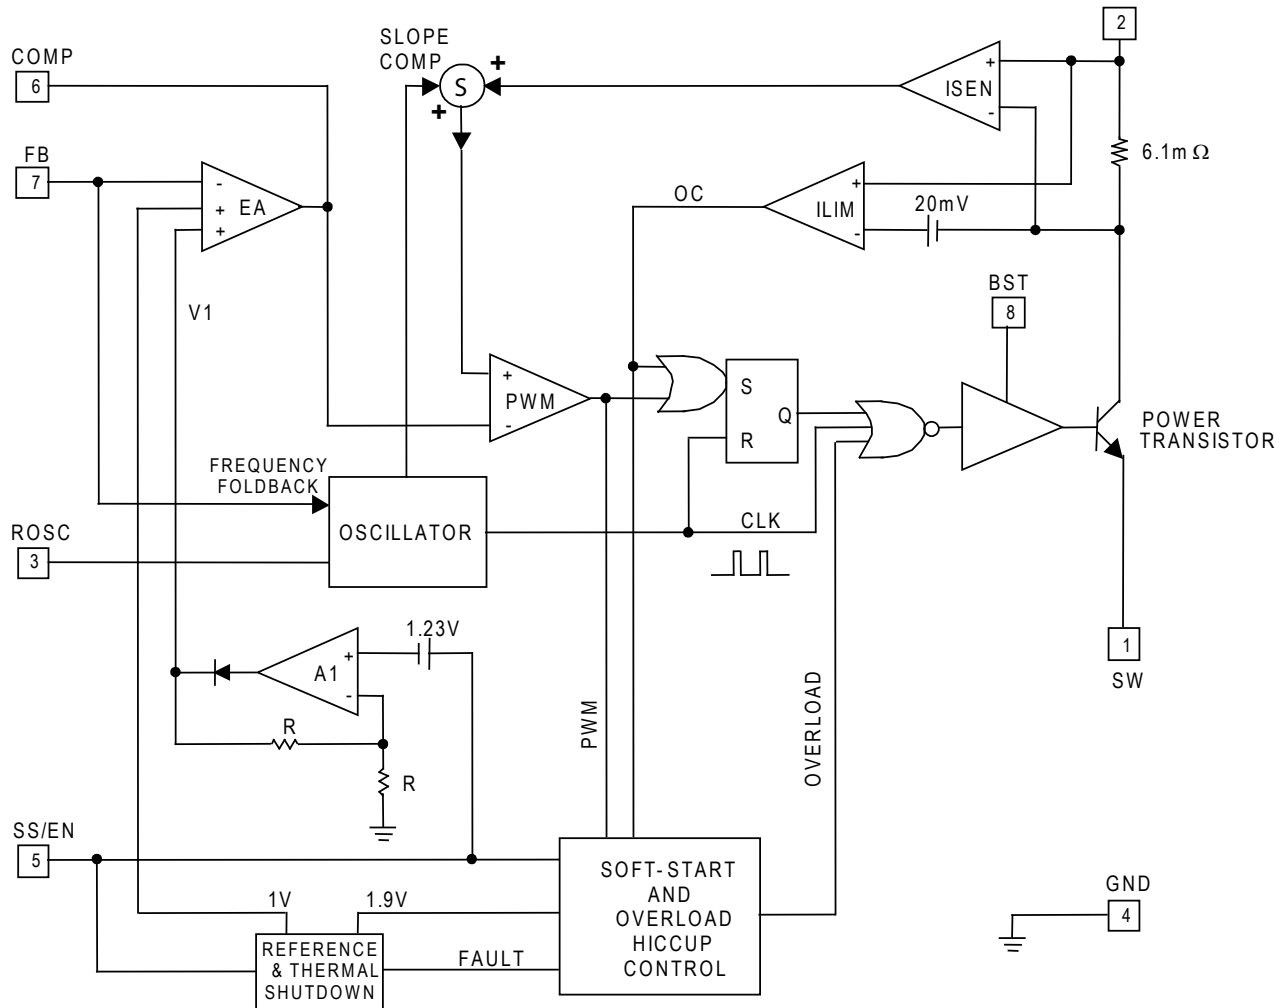 SLOPE
COMP
S
+
+
2
COMP
6
ISEN
+
-
6.1m Ω
FB
7
EA
-
+
+
OC
ILIM
+
-
20mV
V1
BST
8
PWM
+
-
S
Q
R
POWER
TRANSISTOR
FREQUENCY
FOLDBACK
OSCILLATOR
CLK
ROSC
3
1.23V
A1
+
-
R
R
PWM
OVERLOAD
1
SW
SS/EN
5
SOFT-START
AND
OVERLOAD
HICCUP
CONTROL
1V
1.9V
REFERENCE
& THERMAL
SHUTDOWN
FAULT
GND
4